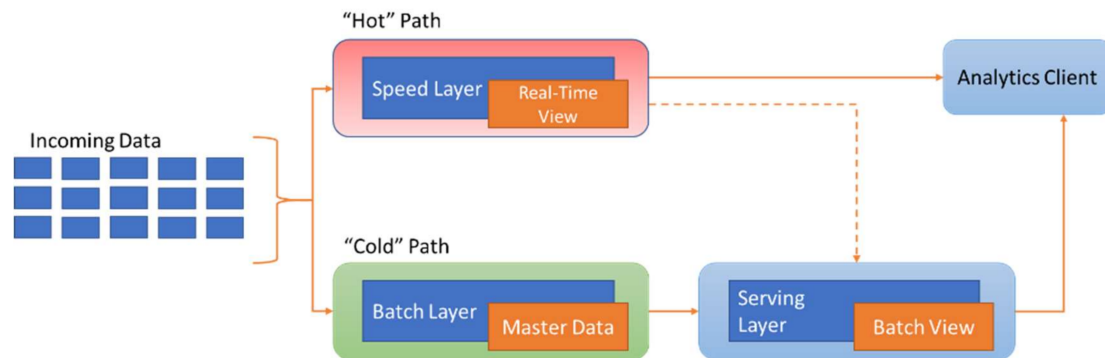 “Hot” Path
Speed Layer
Real-Time
View
Analytics Client
Incoming Data
“Cold” Path
Batch Layer
Master Data
Serving
Layer
Batch View